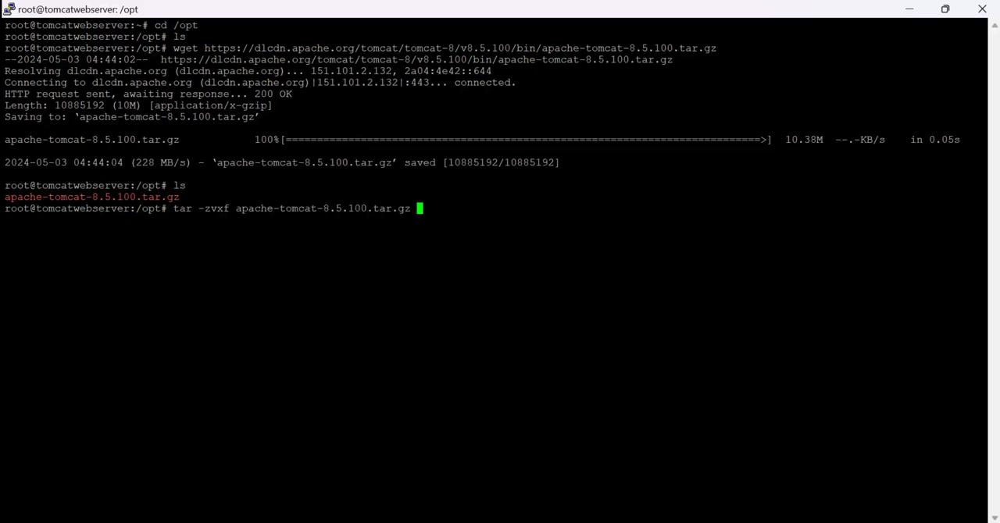 root@tomcatwebserver: /opt
root@tomcatwebserver:~# cd /opt
root@tomcatwebserver:/opt# ls
root@tomcatwebserver:/opt# wget https://dlcdn.apache.org/tomcat/tomcat-8/v8.5.100/bin/apache-tomcat-8.5.100.tar.gz
--2024-05-03 04:44:02--  https://dlcdn.apache.org/tomcat/tomcat-8/v8.5.100/bin/apache-tomcat-8.5.100.tar.gz
Resolving dlcdn.apache.org (dlcdn.apache.org)... 151.101.2.132, 2a04:4e42::644
Connecting to dlcdn.apache.org (dlcdn.apache.org)|151.101.2.132|:443... connected.
HTTP request sent, awaiting response... 200 OK
Length: 10885192 (10M) [application/x-gzip]
Saving to: ‘apache-tomcat-8.5.100.tar.gz’
apache-tomcat-8.5.100.tar.gz            100%[============================================================================>]  10.38M  --.-KB/s    in 0.05s
2024-05-03 04:44:04 (228 MB/s) - ‘apache-tomcat-8.5.100.tar.gz’ saved [10885192/10885192]
root@tomcatwebserver:/opt# ls
apache-tomcat-8.5.100.tar.gz
root@tomcatwebserver:/opt# tar -zvxf apache-tomcat-8.5.100.tar.gz